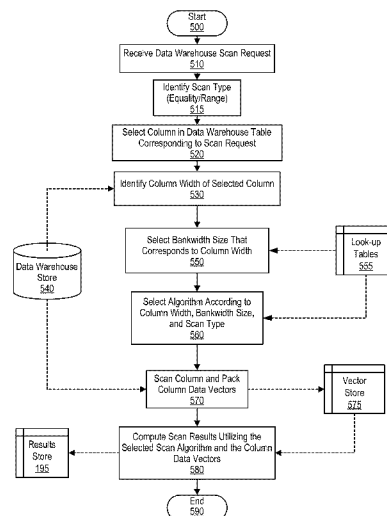 Start
500
Receive Data Warehouse Scan Request
510
Identify Scan Type
(Equality/Range)
515
Select Column in Data Warehouse Table
Corresponding to Scan Request
520
Identify Column Width of Selected Column
530
Select Bankwidth Size That
Corresponds to Column Width
550
Look-up
Tables
555
Data Warehouse
Store
540
Select Algorithm According to
Column Width, Bankwidth Size,
and Scan Type
560
Scan Column and Pack
Column Data Vectors
570
Vector
Store
575
Results
Store
195
Compute Scan Results Utilizing the
Selected Scan Algorithm and the Column
Data Vectors
580
End
590